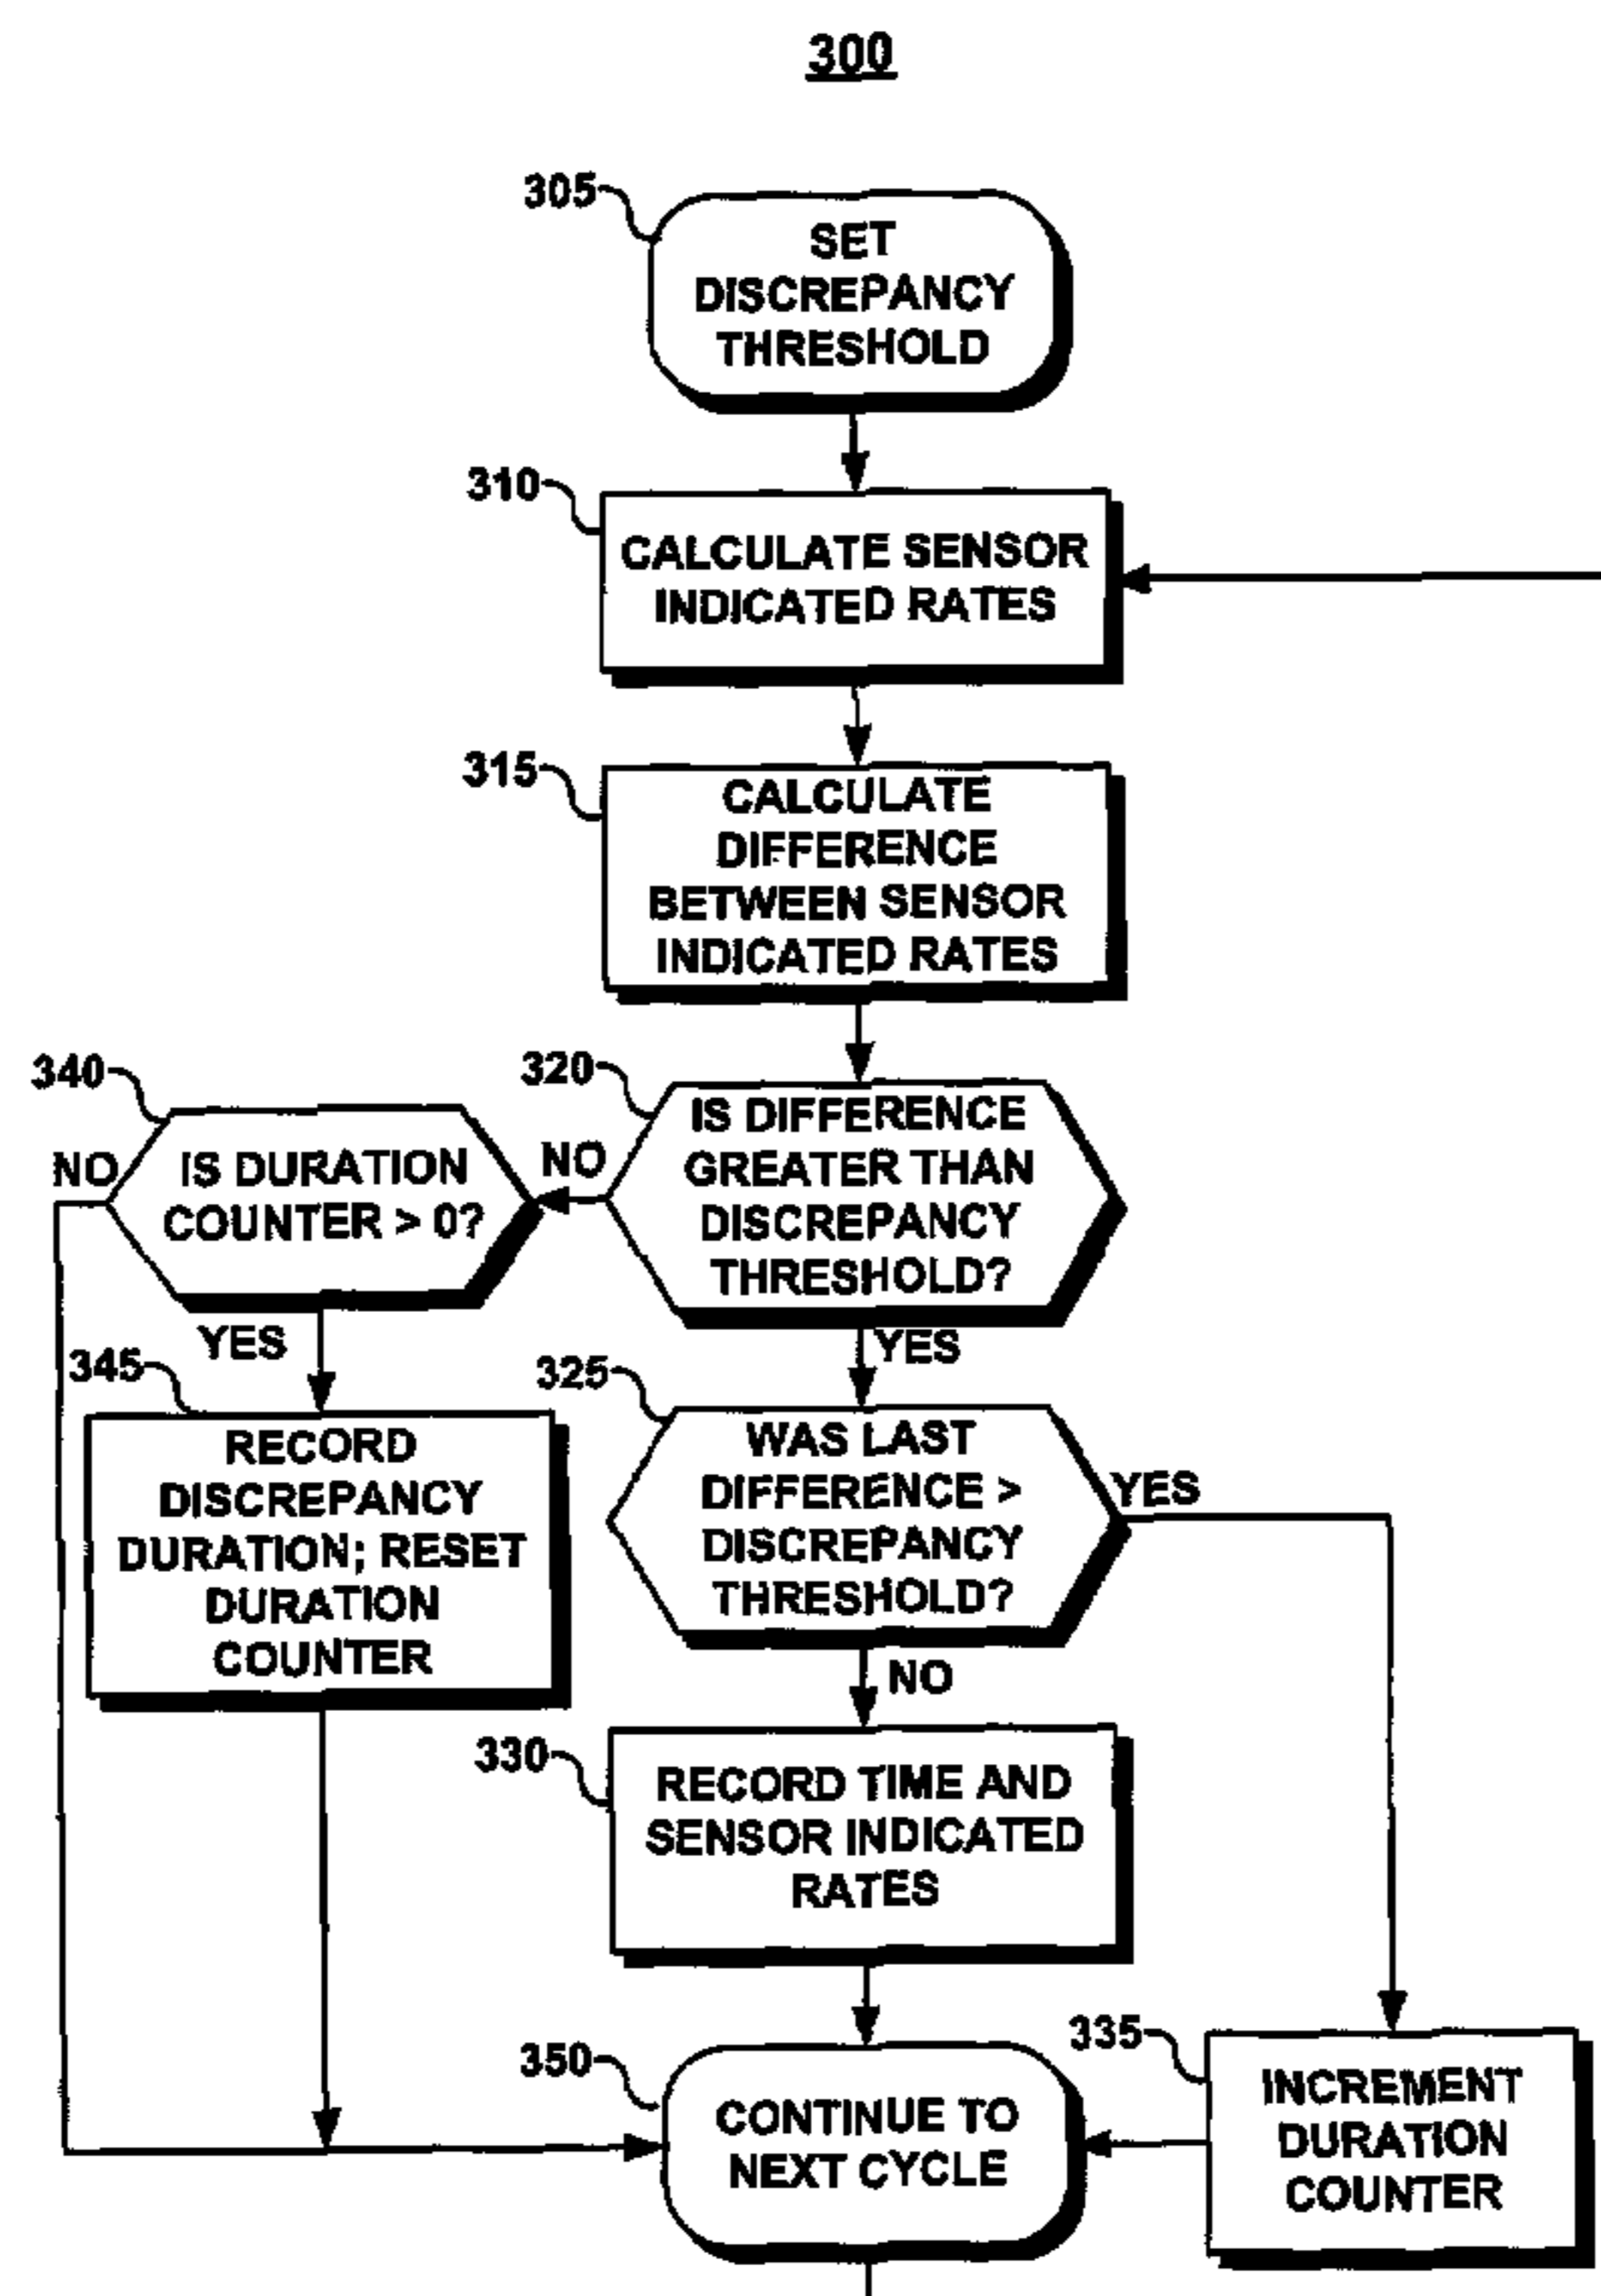 300
305
SET
DISCREPANCY
THRESHOLD
310
CALCULATE SENSOR
INDICATED RATES
315
CALCULATE
DIFFERENCE
BETWEEN SENSOR
INDICATED RATES
320
IS DIFFERENCE
GREATER THAN
DISCREPANCY
THRESHOLD?
NO
YES
340
IS DURATION
COUNTER > 0?
NO
YES
345
RECORD
DISCREPANCY
DURATION; RESET
DURATION
COUNTER
325
WAS LAST
DIFFERENCE >
DISCREPANCY
THRESHOLD?
YES
NO
330
RECORD TIME AND
SENSOR INDICATED
RATES
335
INCREMENT
DURATION
COUNTER
350
CONTINUE TO
NEXT CYCLE